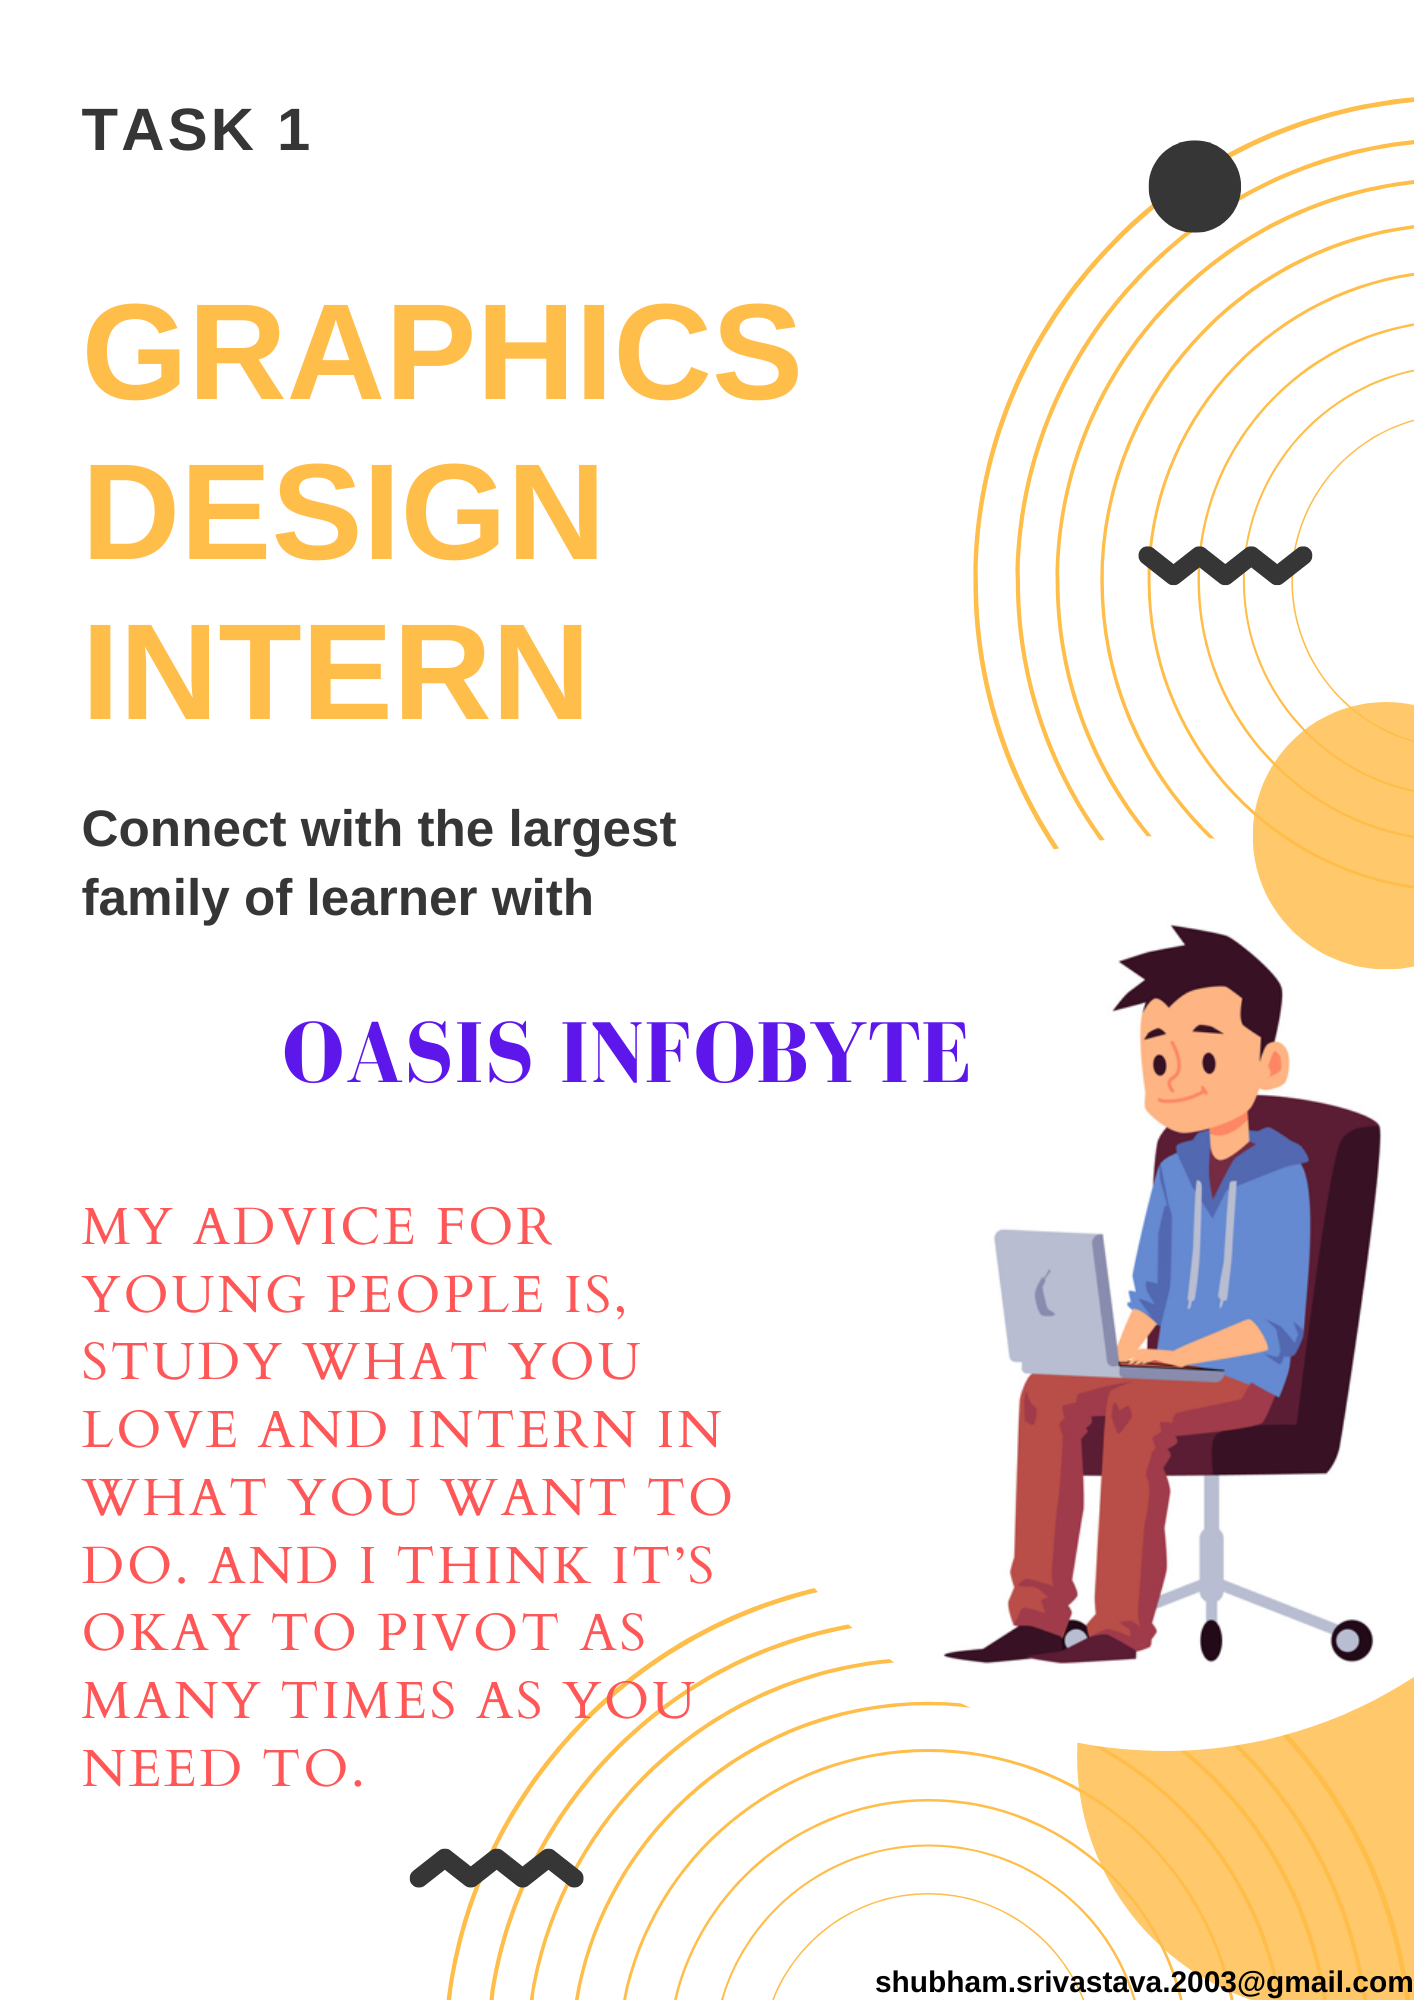 TASK 1
GRAPHICS
DESIGN
INTERN
Connect with the largest
family of learner with
OASIS INFOBYTE
MY ADVICE FOR
YOUNG PEOPLE IS,
STUDY WHAT YOU
LOVE AND INTERN IN
WHAT YOU WANT TO
DO. AND I THINK IT’S
OKAY TO PIVOT AS
MANY TIMES AS YOU
NEED TO.
shubham.srivastava.2003@gmail.com